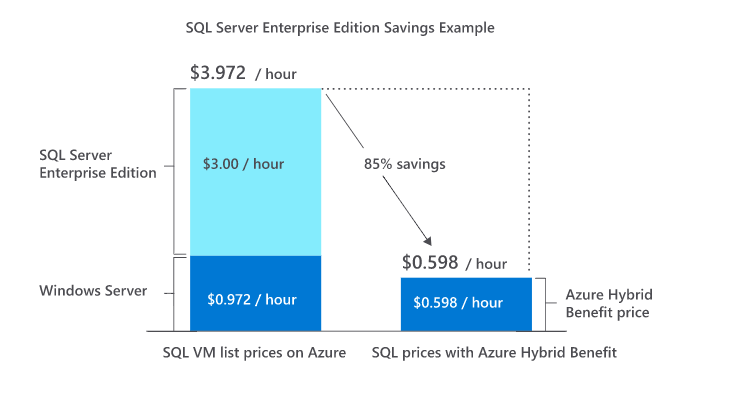 SQL Server Enterprise Edition Savings Example
$3.972 / hour
SQL Server
Enterprise Edition
$3.00 / hour
85% savings
$0.598 / hour
Windows Server
$0.972 / hour
$0.598 / hour
Azure Hybrid
Benefit price
SQL VM list prices on Azure
SQL prices with Azure Hybrid Benefit